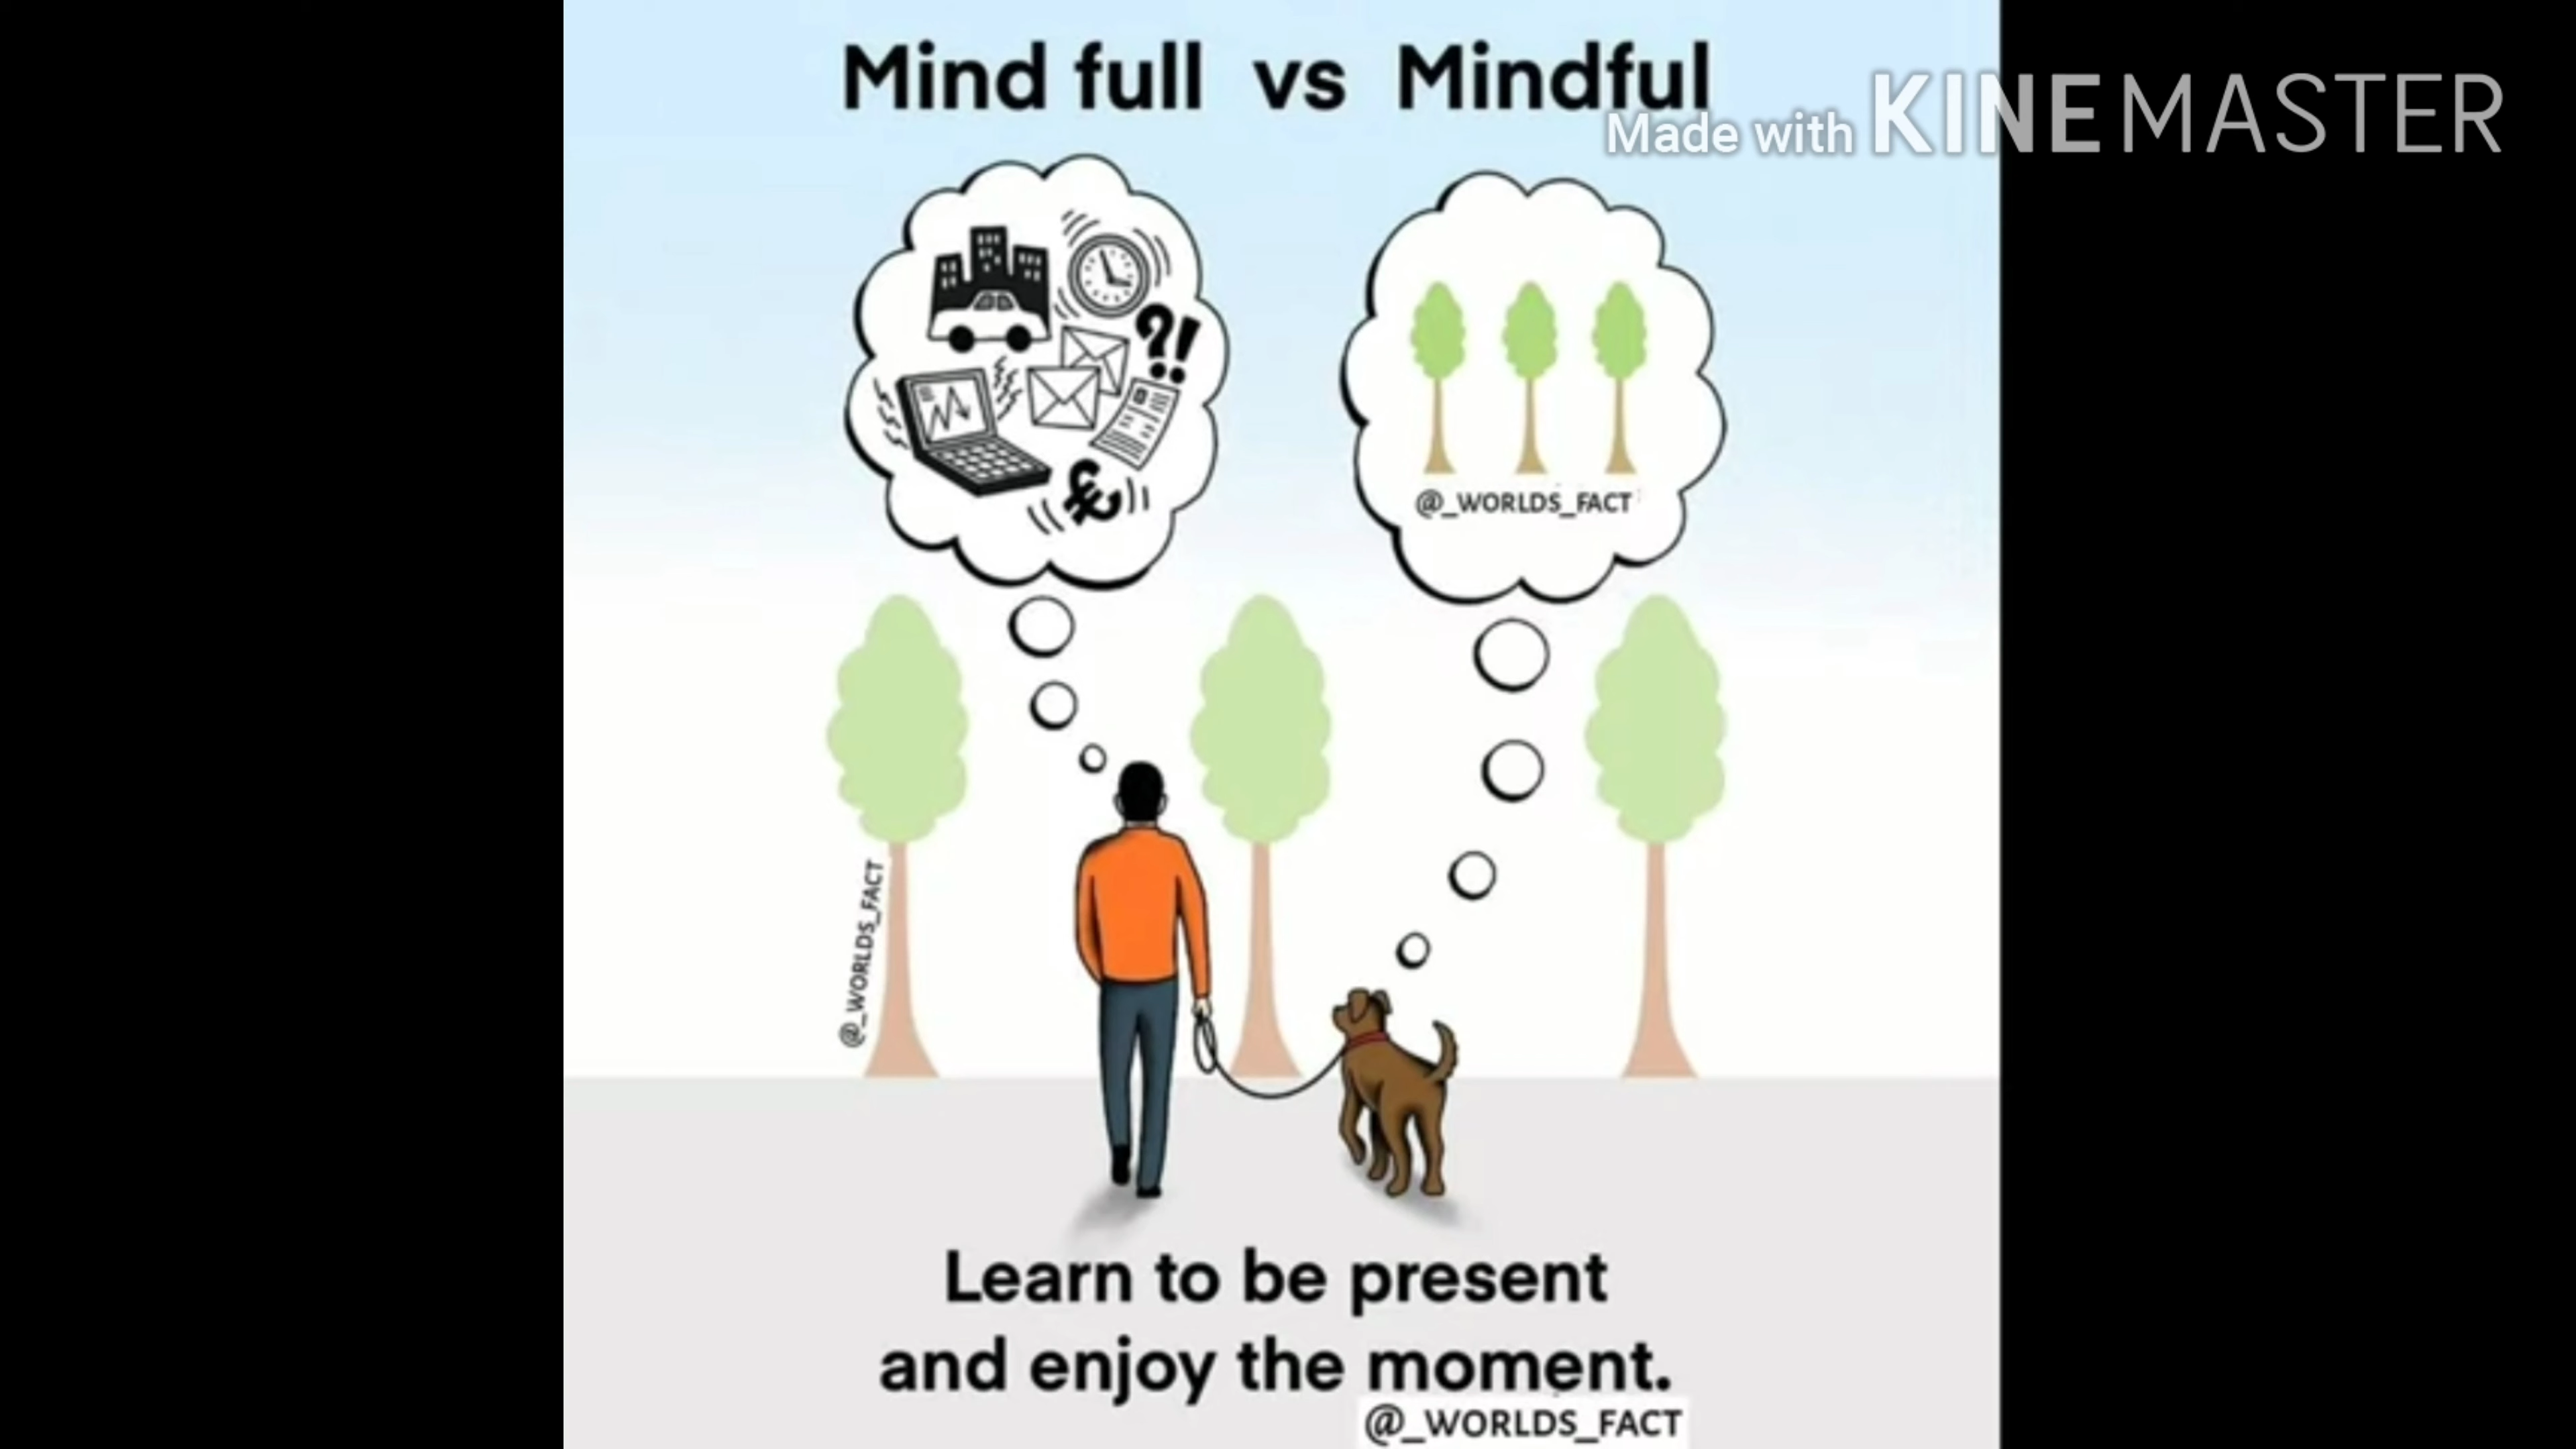 Mind full vs Mindful
Made with KINEMASTER
?!
@_WORLDS_FACT
@_WORLDS_FACT
Learn to be present
and enjoy the moment.
@_WORLDS_FACT